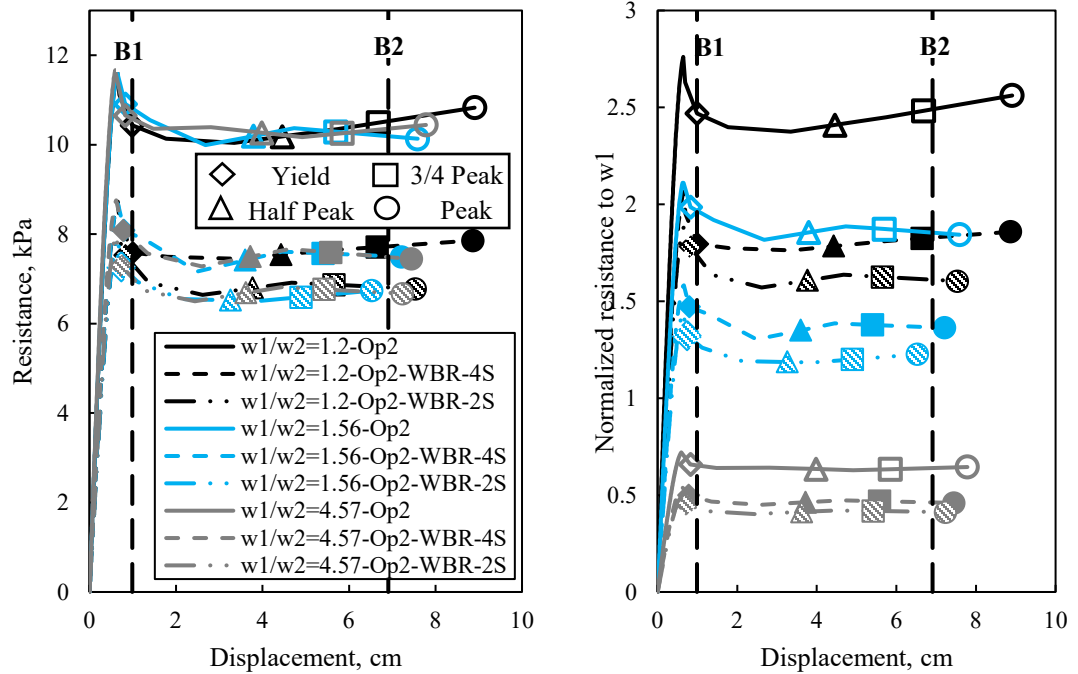 Resistance, kPa
12
10
8
6
4
2
0
B1
B2
Yield
3/4 Peak
Half Peak
Peak
w1/w2=1.2-Op2
w1/w2=1.2-Op2-WBR-4S
w1/w2=1.2-Op2-WBR-2S
w1/w2=1.56-Op2
w1/w2=1.56-Op2-WBR-4S
w1/w2=1.56-Op2-WBR-2S
w1/w2=4.57-Op2
w1/w2=4.57-Op2-WBR-4S
w1/w2=4.57-Op2-WBR-2S
0 2 4 6 8 10
Displacement, cm
Normalized resistance to w1
3
2.5
2
1.5
1
0.5
0
B1
B2
0 2 4 6 8 10
Displacement, cm